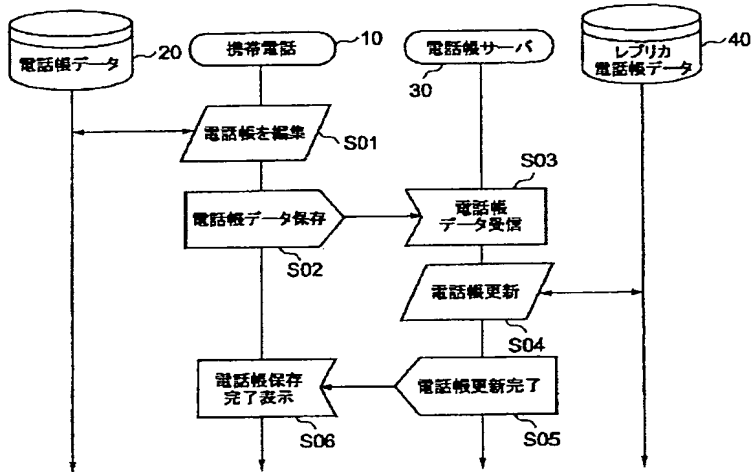 20
電話帳データ
携帯電話
10
電話帳サーバ
30
レプリカ
電話帳データ
40
電話帳を編集
S01
電話帳データ保存
S02
S03
電話帳
データ受信
電話帳更新
S04
電話帳保存
完了表示
S06
電話帳更新完了
S05